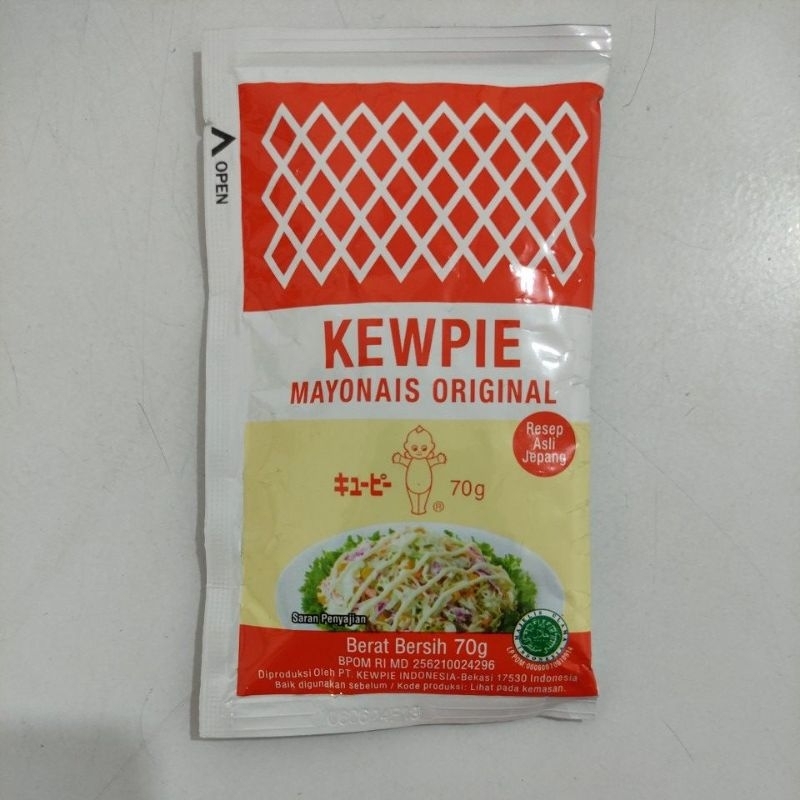 OPEN
KEWPIE
MAYONAIS ORIGINAL
Resep
Asli
Jepang
キユーピー
70g
®
Saran Penyajian
Berat Bersih 70g
BPOM RI MD 256210024296
Diproduksi Oleh PT. KEWPIE INDONESIA-Bekasi 17530 Indonesia
Baik digunakan sebelum / Kode produksi: Lihat pada kemasan.